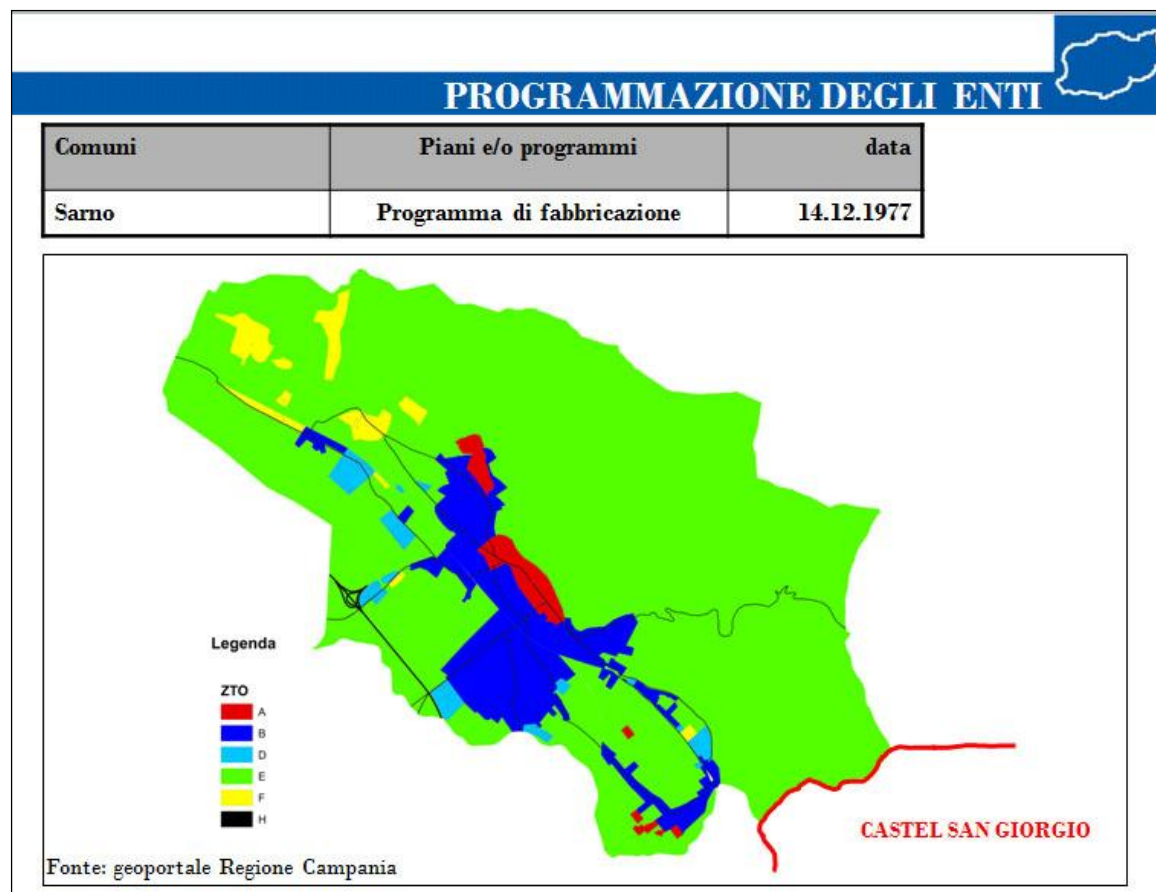 PROGRAMMAZIONE DEGLI ENTI
Comuni Piani e/o programmi data
Sarno Programma di fabbricazione 14.12.1977
Legenda
ZTO
A
B
D
E
F
H
CASTEL SAN GIORGIO
Fonte: geoportale Regione Campania